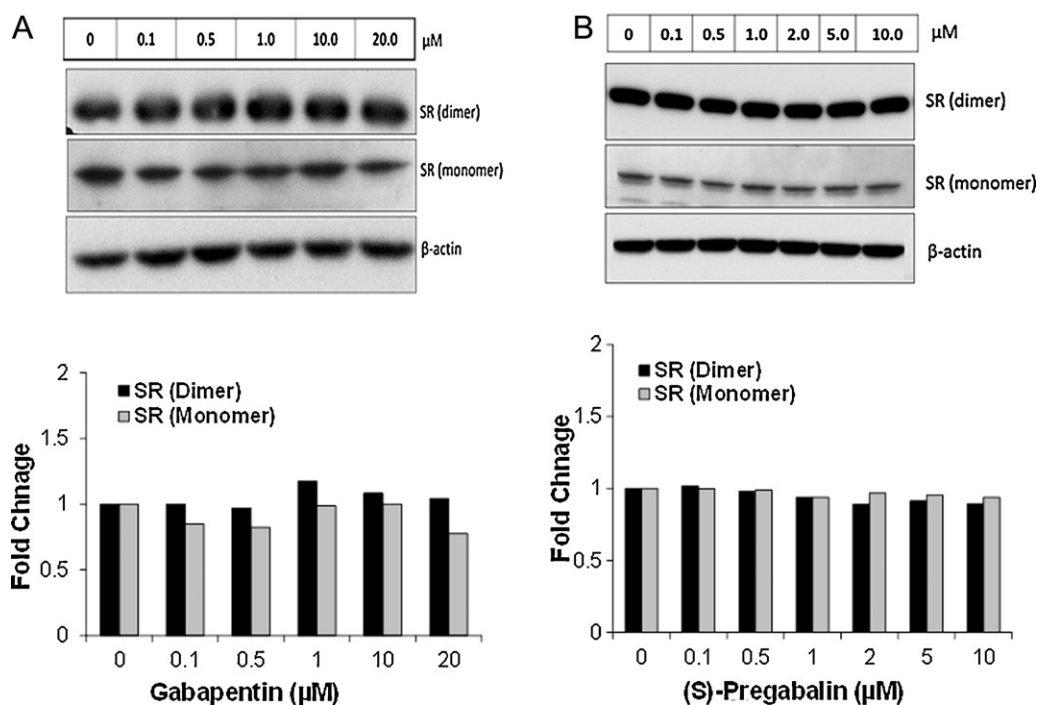 A
0 0.1 0.5 1.0 10.0 20.0 µM
SR (dimer)
SR (monomer)
β-actin
2
1.5
1
0.5
0
Fold Chnage
SR (Dimer)
SR (Monomer)
0 0.1 0.5 1 10 20
Gabapentin (µM)
B
0 0.1 0.5 1.0 2.0 5.0 10.0 µM
SR (dimer)
SR (monomer)
β-actin
2
1.5
1
0.5
0
Fold Chnage
SR (Dimer)
SR (Monomer)
0 0.1 0.5 1 2 5 10
(S)-Pregabalin (µM)